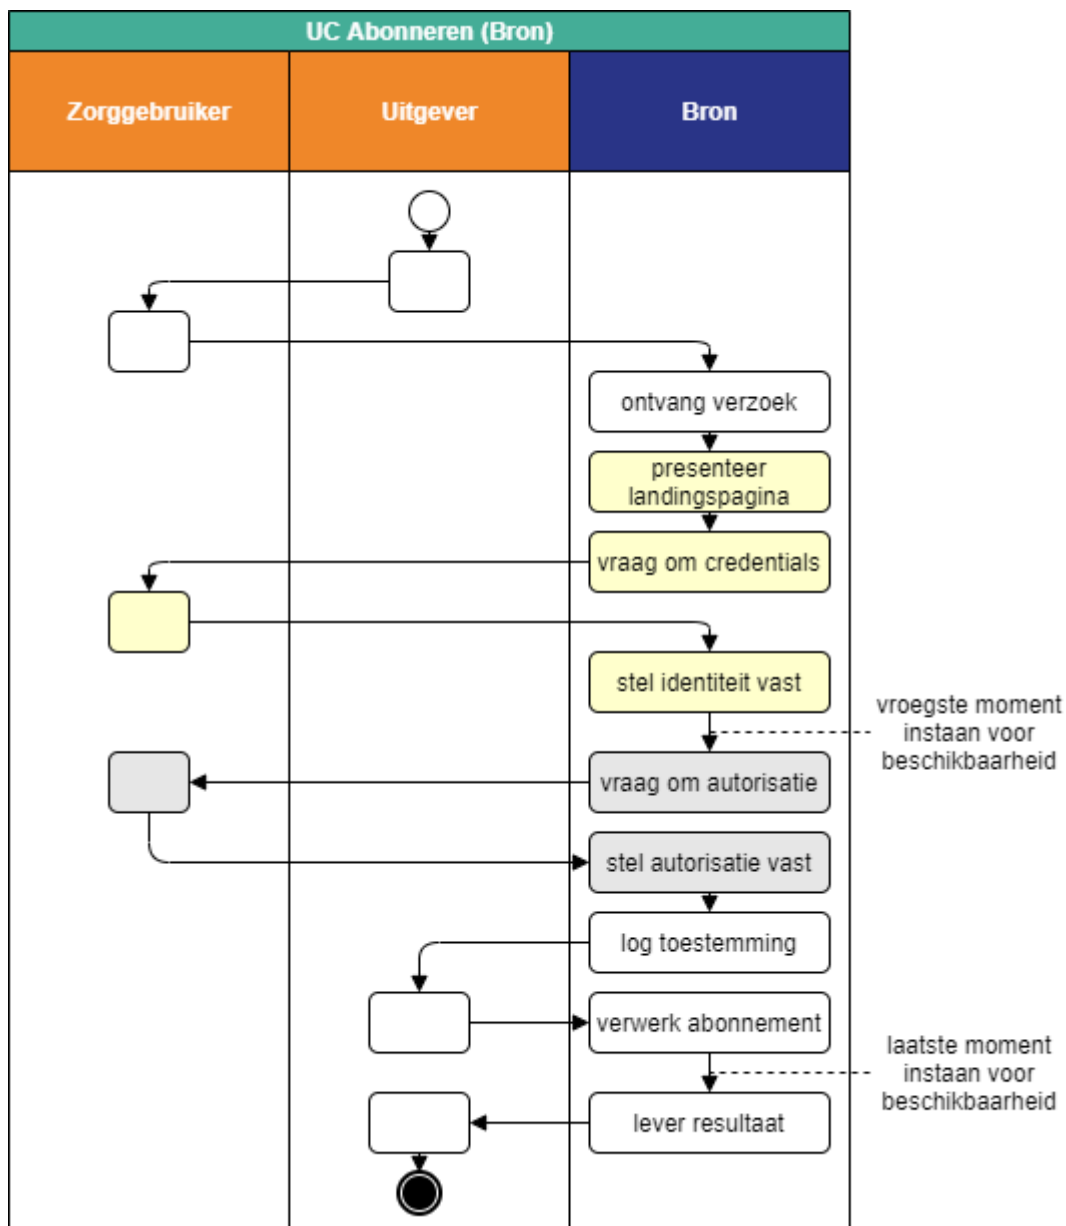 UC Abonneren (Bron)
Zorggebruiker
Uitgever
Bron
ontvang verzoek
presenteer
landingspagina
vraag om credentials
stel identiteit vast
vroegste moment
instaan voor
beschikbaarheid
vraag om autorisatie
stel autorisatie vast
log toestemming
verwerk abonnement
laatste moment
instaan voor
beschikbaarheid
lever resultaat